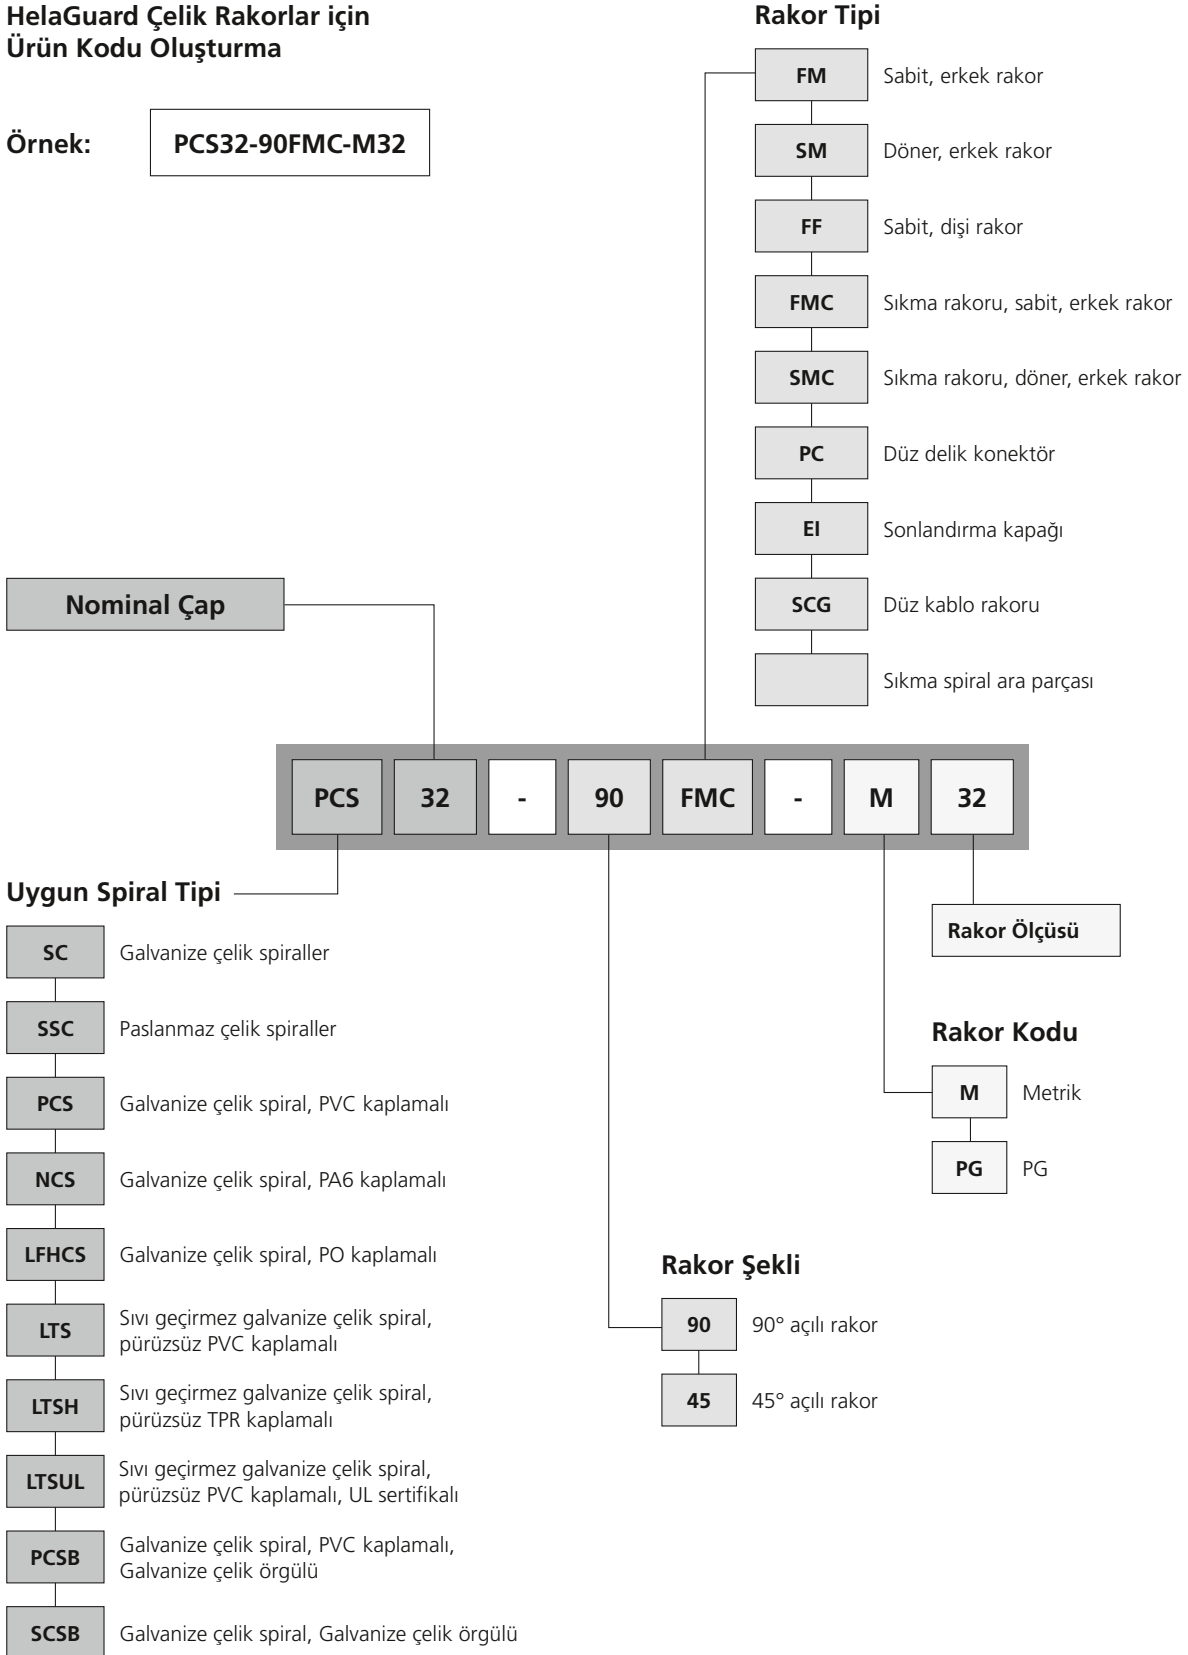 HelaGuard Çelik Rakorlar için
Ürün Kodu Oluşturma
Örnek:
PCS32-90FMC-M32
Rakor Tipi
FM Sabit, erkek rakor
SM Döner, erkek rakor
FF Sabit, dişi rakor
FMC Sıkma rakoru, sabit, erkek rakor
SMC Sıkma rakoru, döner, erkek rakor
PC Düz delik konektör
EI Sonlandırma kapağı
SCG Düz kablo rakoru
Sıkma spiral ara parçası
Nominal Çap
PCS 32 - 90 FMC - M 32
Uygun Spiral Tipi
SC Galvanize çelik spiraller
SSC Paslanmaz çelik spiraller
PCS Galvanize çelik spiral, PVC kaplamalı
NCS Galvanize çelik spiral, PA6 kaplamalı
LFHCS Galvanize çelik spiral, PO kaplamalı
LTS Sıvı geçirmez galvanize çelik spiral,
pürüzsüz PVC kaplamalı
LTSH Sıvı geçirmez galvanize çelik spiral,
pürüzsüz TPR kaplamalı
LTSUL Sıvı geçirmez galvanize çelik spiral,
pürüzsüz PVC kaplamalı, UL sertifikalı
PCSB Galvanize çelik spiral, PVC kaplamalı,
Galvanize çelik örgülü
SCSB Galvanize çelik spiral, Galvanize çelik örgülü
Rakor Ölçüsü
Rakor Kodu
M Metrik
PG PG
Rakor Şekli
90 90° açılı rakor
45 45° açılı rakor